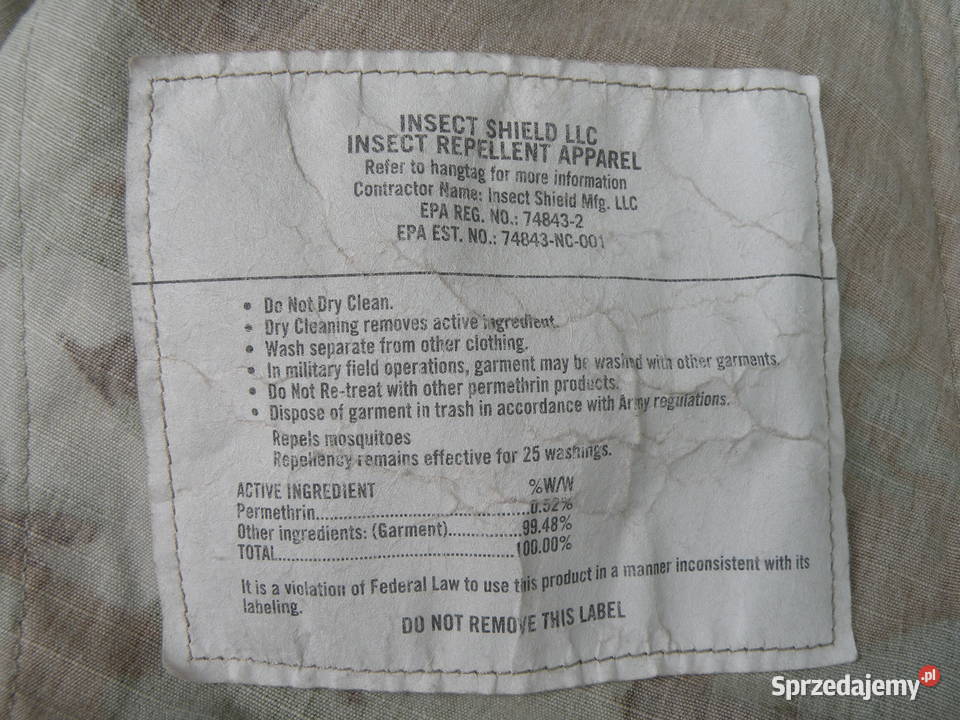 INSECT SHIELD LLC
INSECT REPELLENT APPAREL
Refer to hangtag for more information
Contractor Name: Insect Shield Mfg. LLC
EPA REG. NO.: 74843-2
EPA EST. NO.: 74843-NC-001
• Do Not Dry Clean.
• Dry Cleaning removes active ingredient.
• Wash separate from other clothing.
• In military field operations, garment may be washed with other garments.
• Do Not Re-treat with other permethrin products.
• Dispose of garment in trash in accordance with Army regulations.
Repels mosquitoes
Repellency remains effective for 25 washings.
ACTIVE INGREDIENT %W/W
Permethrin........................................0.52%
Other ingredients: (Garment)..............99.48%
TOTAL.............................................100.00%
It is a violation of Federal Law to use this product in a manner inconsistent with its
labeling.
DO NOT REMOVE THIS LABEL
Sprzedajemy.pl